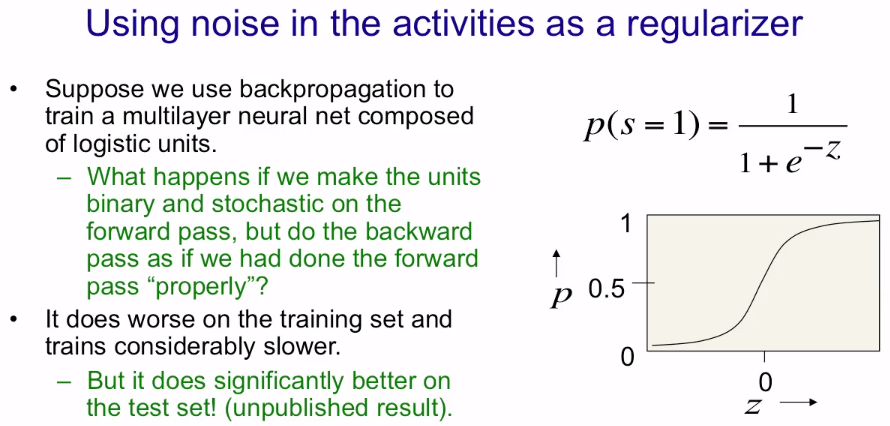 Using noise in the activities as a regularizer
• Suppose we use backpropagation to
train a multilayer neural net composed
of logistic units.
– What happens if we make the units
binary and stochastic on the
forward pass, but do the backward
pass as if we had done the forward
pass “properly”?
• It does worse on the training set and
trains considerably slower.
– But it does significantly better on
the test set! (unpublished result).
p(s = 1) = 1 / (1 + e^{−z})
1
0.5
p
0
0
z